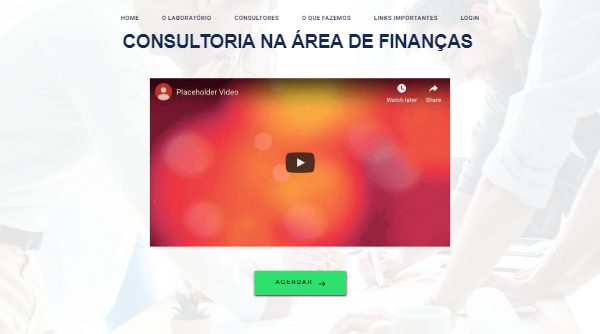 HOME O LABORATÓRIO CONSULTORES O QUE FAZEMOS LINKS IMPORTANTES LOGIN
CONSULTORIA NA ÁREA DE FINANÇAS
Placeholder Video
Watch later Share
AGENDAR →